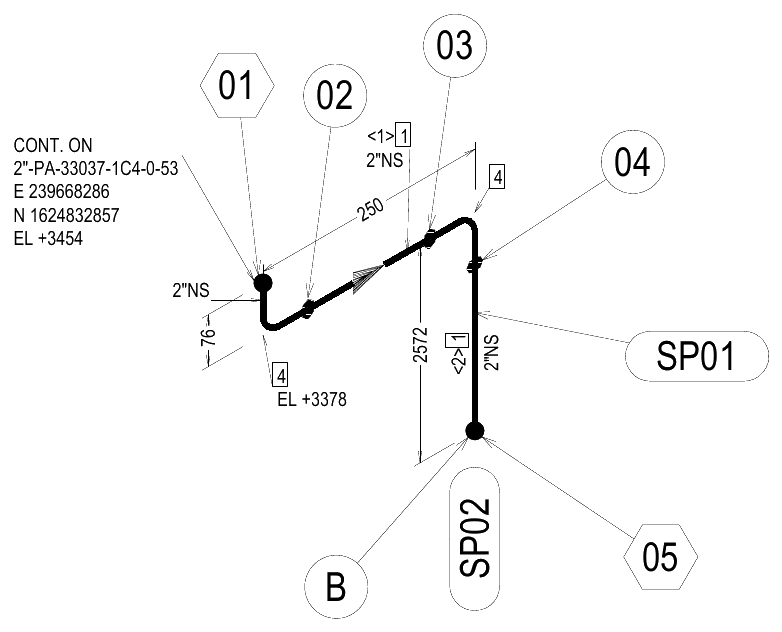 03
01
02
<1> 1
2"NS
CONT. ON
2"-PA-33037-1C4-0-53
E 239668286
N 1624832857
EL +3454
04
4
250
2"NS
76
4
EL +3378
2572
<2> 1
2"NS
SP01
SP02
05
B